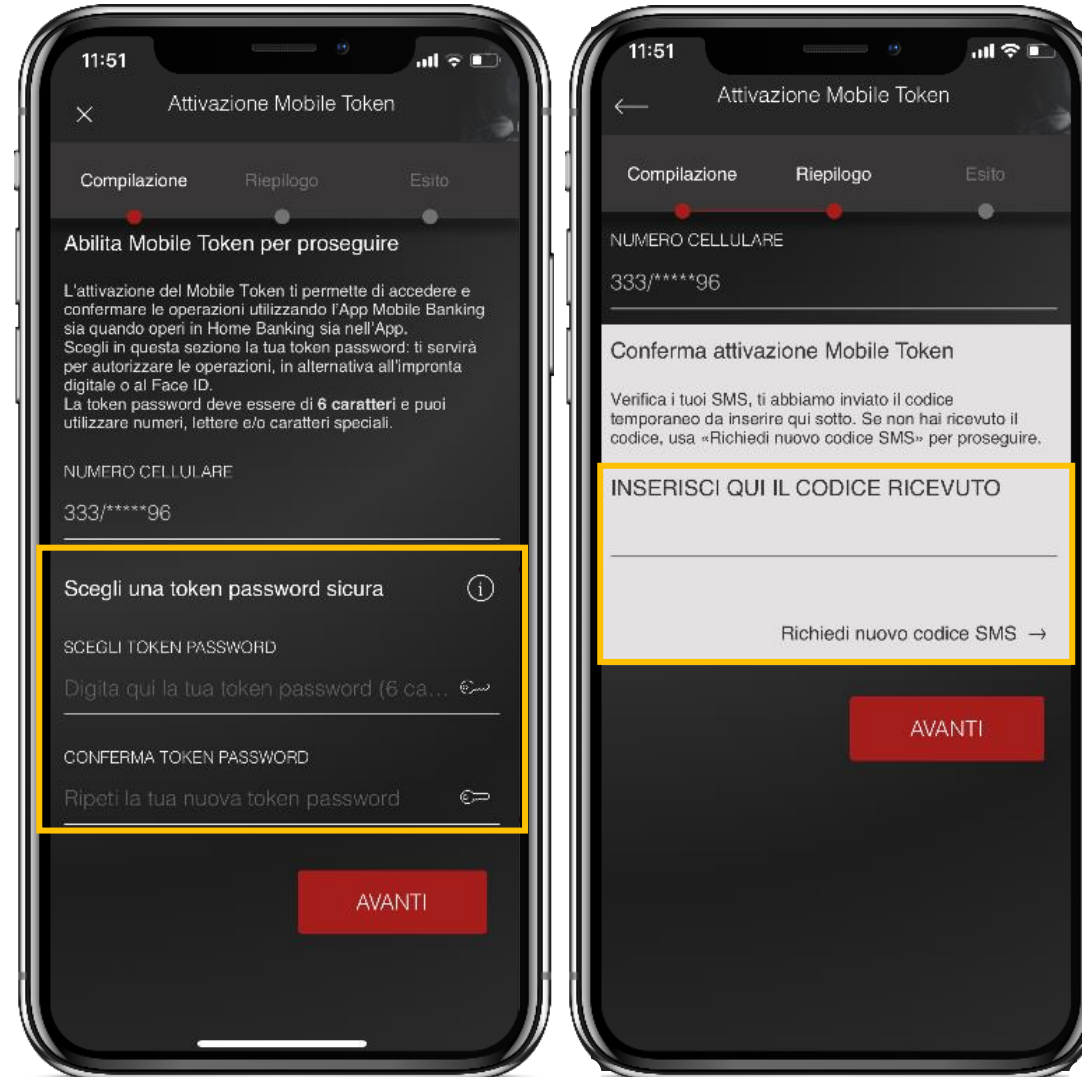 11:51
Attivazione Mobile Token
Compilazione
Riepilogo
Esito
Abilita Mobile Token per proseguire
L'attivazione del Mobile Token ti permette di accedere e
confermare le operazioni utilizzando l'App Mobile Banking
sia quando operi in Home Banking sia nell'App.
Scegli in questa sezione la tua token password: ti servirà
per autorizzare le operazioni, in alternativa all'impronta
digitale o al Face ID.
La token password deve essere di 6 caratteri e puoi
utilizzare numeri, lettere e/o caratteri speciali.
NUMERO CELLULARE
333/*****96
Scegli una token password sicura
SCEGLI TOKEN PASSWORD
Digita qui la tua token password (6 ca...
CONFERMA TOKEN PASSWORD
Ripeti la tua nuova token password
AVANTI
11:51
Attivazione Mobile Token
Compilazione
Riepilogo
Esito
NUMERO CELLULARE
333/*****96
Conferma attivazione Mobile Token
Verifica i tuoi SMS, ti abbiamo inviato il codice
temporaneo da inserire qui sotto. Se non hai ricevuto il
codice, usa «Richiedi nuovo codice SMS» per proseguire.
INSERISCI QUI IL CODICE RICEVUTO
Richiedi nuovo codice SMS →
AVANTI